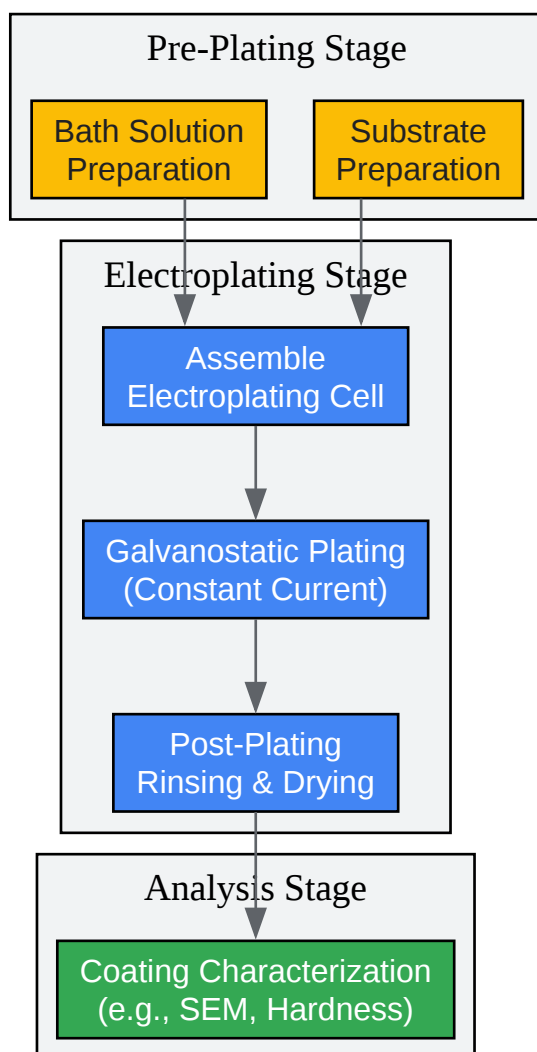 Pre-Plating Stage
Bath Solution
Preparation
Substrate
Preparation
Electroplating Stage
Assemble
Electroplating Cell
Galvanostatic Plating
(Constant Current)
Post-Plating
Rinsing & Drying
Analysis Stage
Coating Characterization
(e.g., SEM, Hardness)